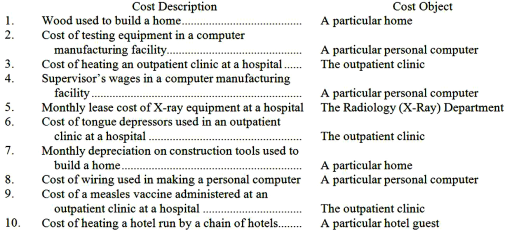 Cost Description Cost Object
1. Wood used to build a home.............................................. A particular home
2. Cost of testing equipment in a computer
manufacturing facility............................................. A particular personal computer
3. Cost of heating an outpatient clinic at a hospital ...... The outpatient clinic
4. Supervisor's wages in a computer manufacturing
facility ...................................................................... A particular personal computer
5. Monthly lease cost of X-ray equipment at a hospital The Radiology (X-Ray) Department
6. Cost of tongue depressors used in an outpatient
clinic at a hospital ................................................... The outpatient clinic
7. Monthly depreciation on construction tools used to
build a home............................................................ A particular home
8. Cost of wiring used in making a personal computer A particular personal computer
9. Cost of a measles vaccine administered at an
outpatient clinic at a hospital ................................. The outpatient clinic
10. Cost of heating a hotel run by a chain of hotels........ A particular hotel guest